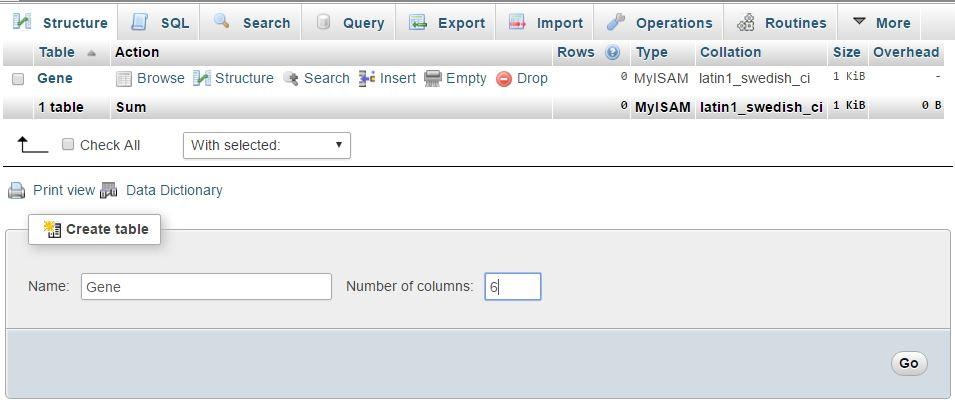 Structure SQL Search Query Export Import Operations Routines More
Table Action Rows Type Collation Size Overhead
Gene Browse Structure Search Insert Empty Drop 0 MyISAM latin1_swedish_ci 1 KiB -
1 table Sum 0 MyISAM latin1_swedish_ci 1 KiB 0 B
Check All With selected:
Print view Data Dictionary
Create table
Name: Gene Number of columns: 6
Go